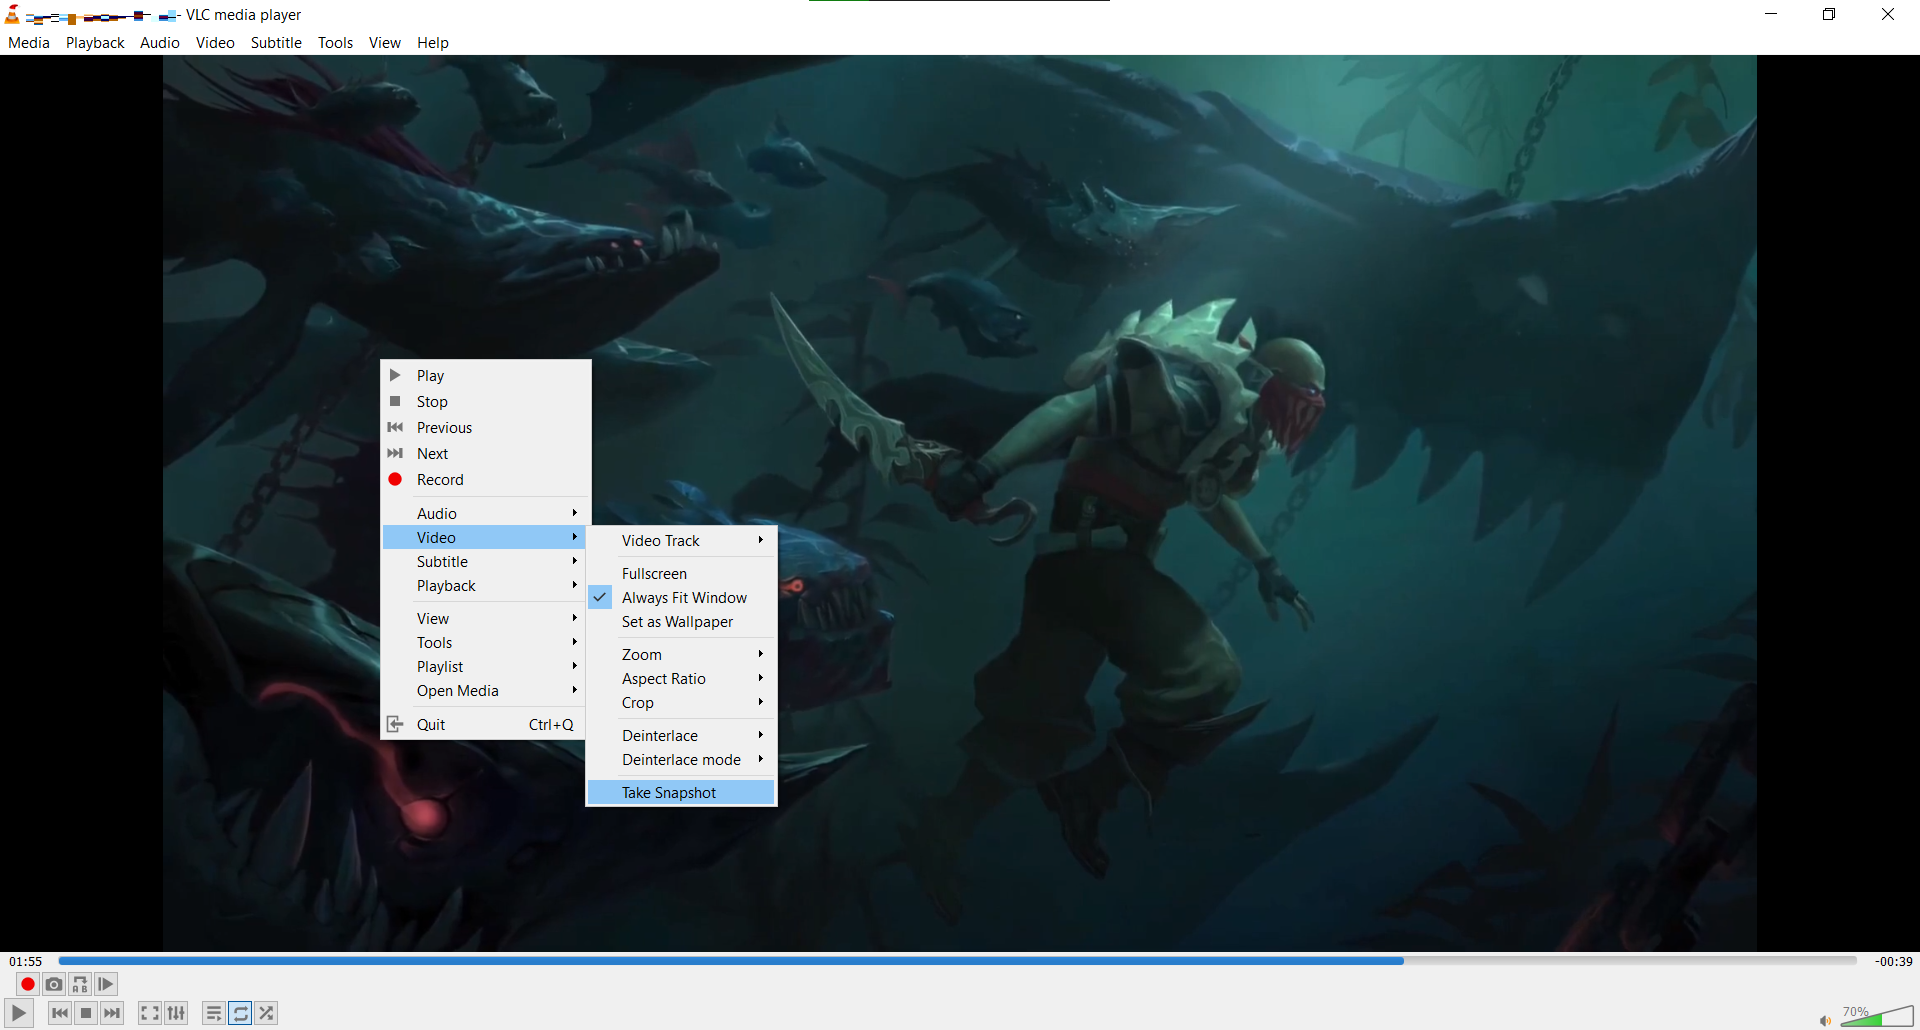 - VLC media player
Media Playback Audio Video Subtitle Tools View Help
Play
Stop
Previous
Next
Record
Audio
Video
Subtitle
Playback
View
Tools
Playlist
Open Media
Quit Ctrl+Q
Video Track
Fullscreen
Always Fit Window
Set as Wallpaper
Zoom
Aspect Ratio
Crop
Deinterlace
Deinterlace mode
Take Snapshot
01:55 -00:39
A B
70%